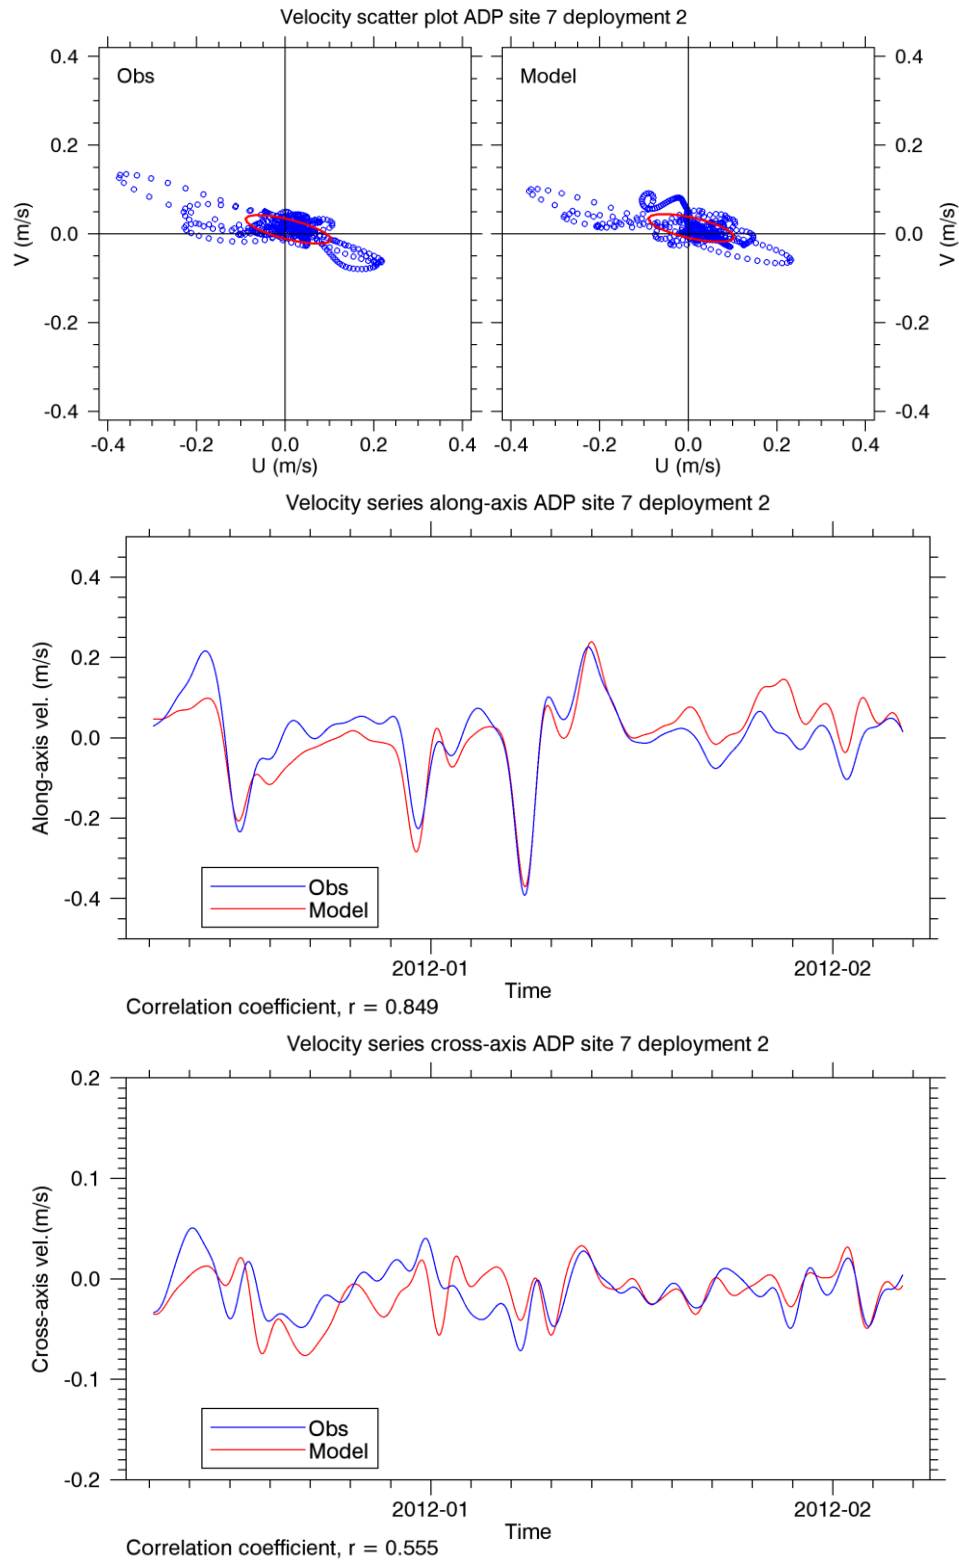 Velocity scatter plot ADP site 7 deployment 2
Obs
Model
0.4
0.2
0.0
-0.2
-0.4
V (m/s)
0.4
0.2
0.0
-0.2
-0.4
V (m/s)
-0.4 -0.2 0.0 0.2 0.4
U (m/s)
-0.4 -0.2 0.0 0.2 0.4
U (m/s)
Velocity series along-axis ADP site 7 deployment 2
0.4
0.2
0.0
-0.2
-0.4
Along-axis vel. (m/s)
Obs
Model
2012-01 2012-02
Time
Correlation coefficient, r = 0.849
Velocity series cross-axis ADP site 7 deployment 2
0.2
0.1
0.0
-0.1
-0.2
Cross-axis vel.(m/s)
Obs
Model
2012-01 2012-02
Time
Correlation coefficient, r = 0.555